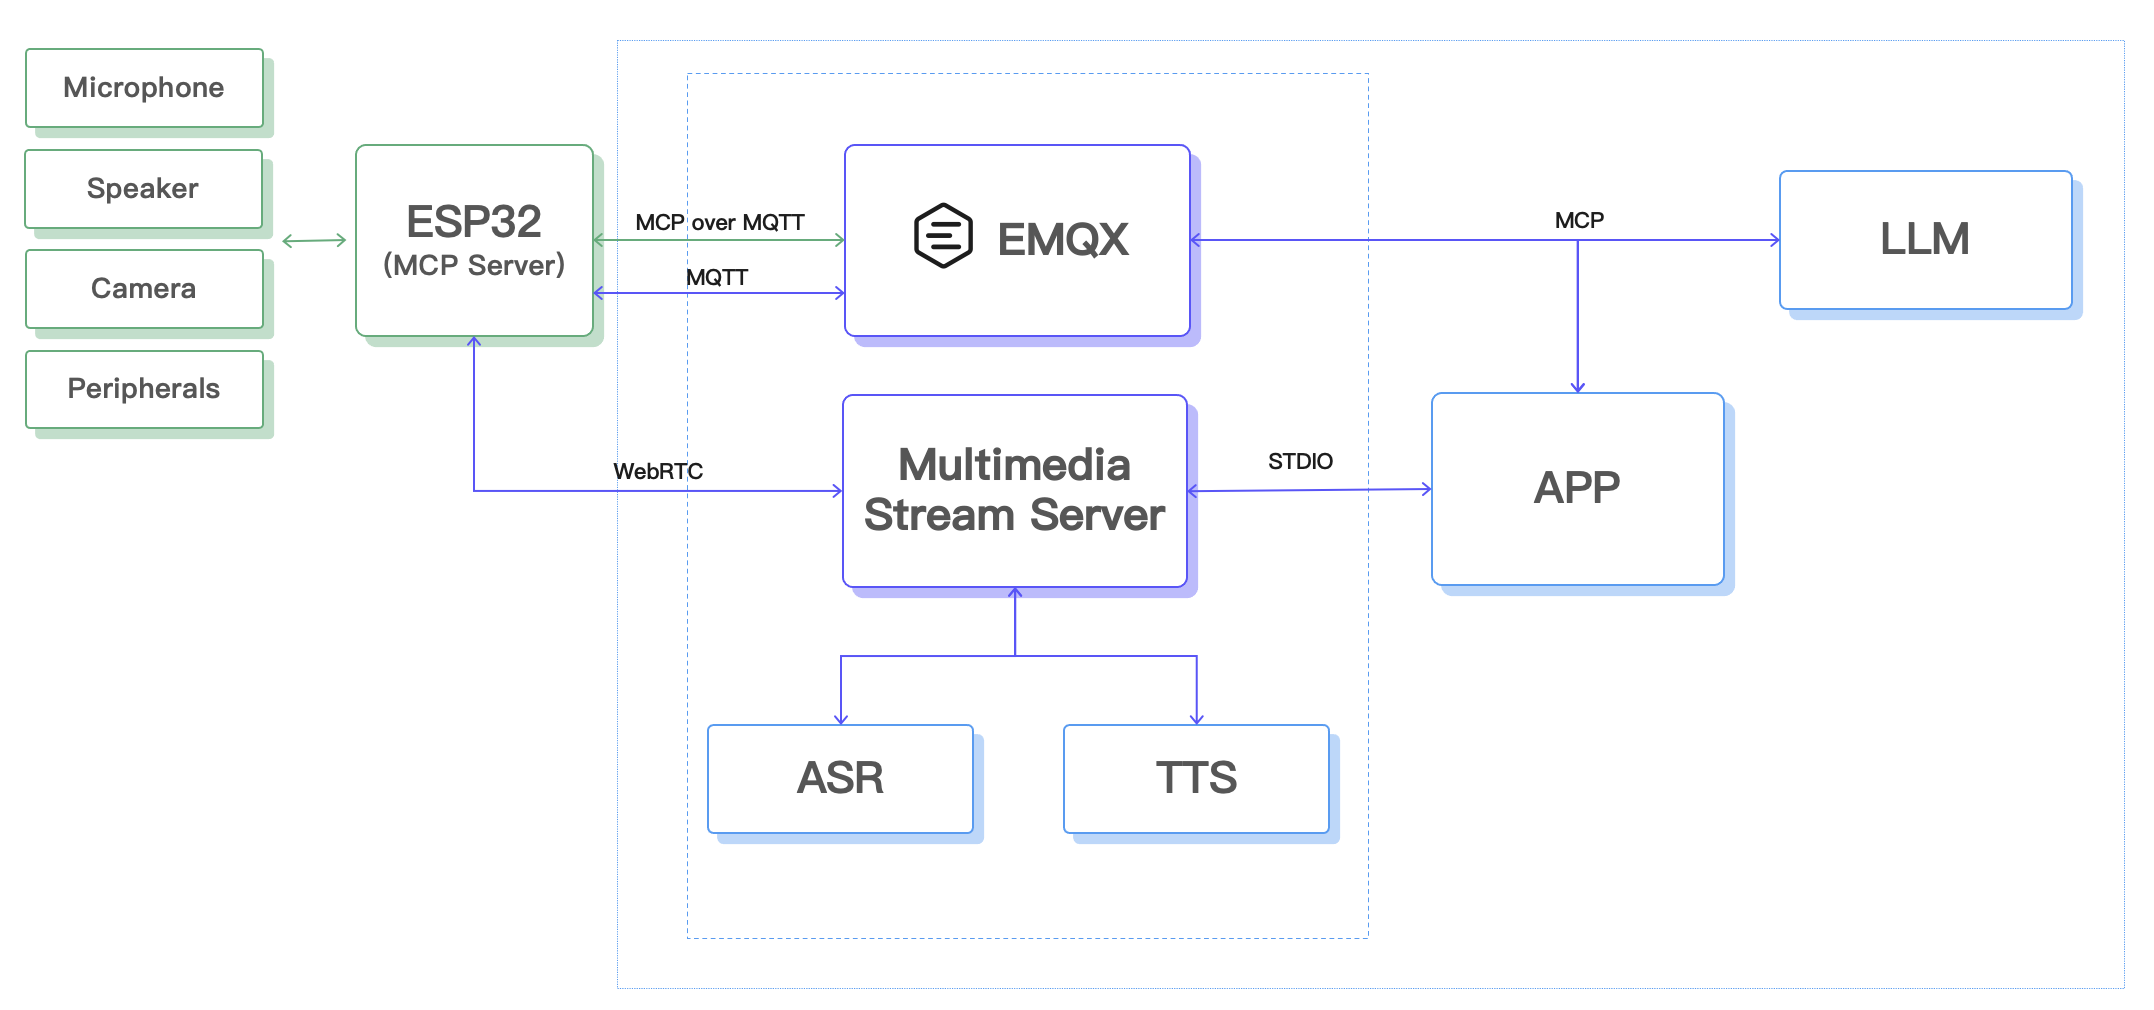 Microphone
Speaker
Camera
Peripherals
ESP32
(MCP Server)
MCP over MQTT
MQTT
EMQX
MCP
LLM
WebRTC
Multimedia
Stream Server
STDIO
APP
ASR
TTS